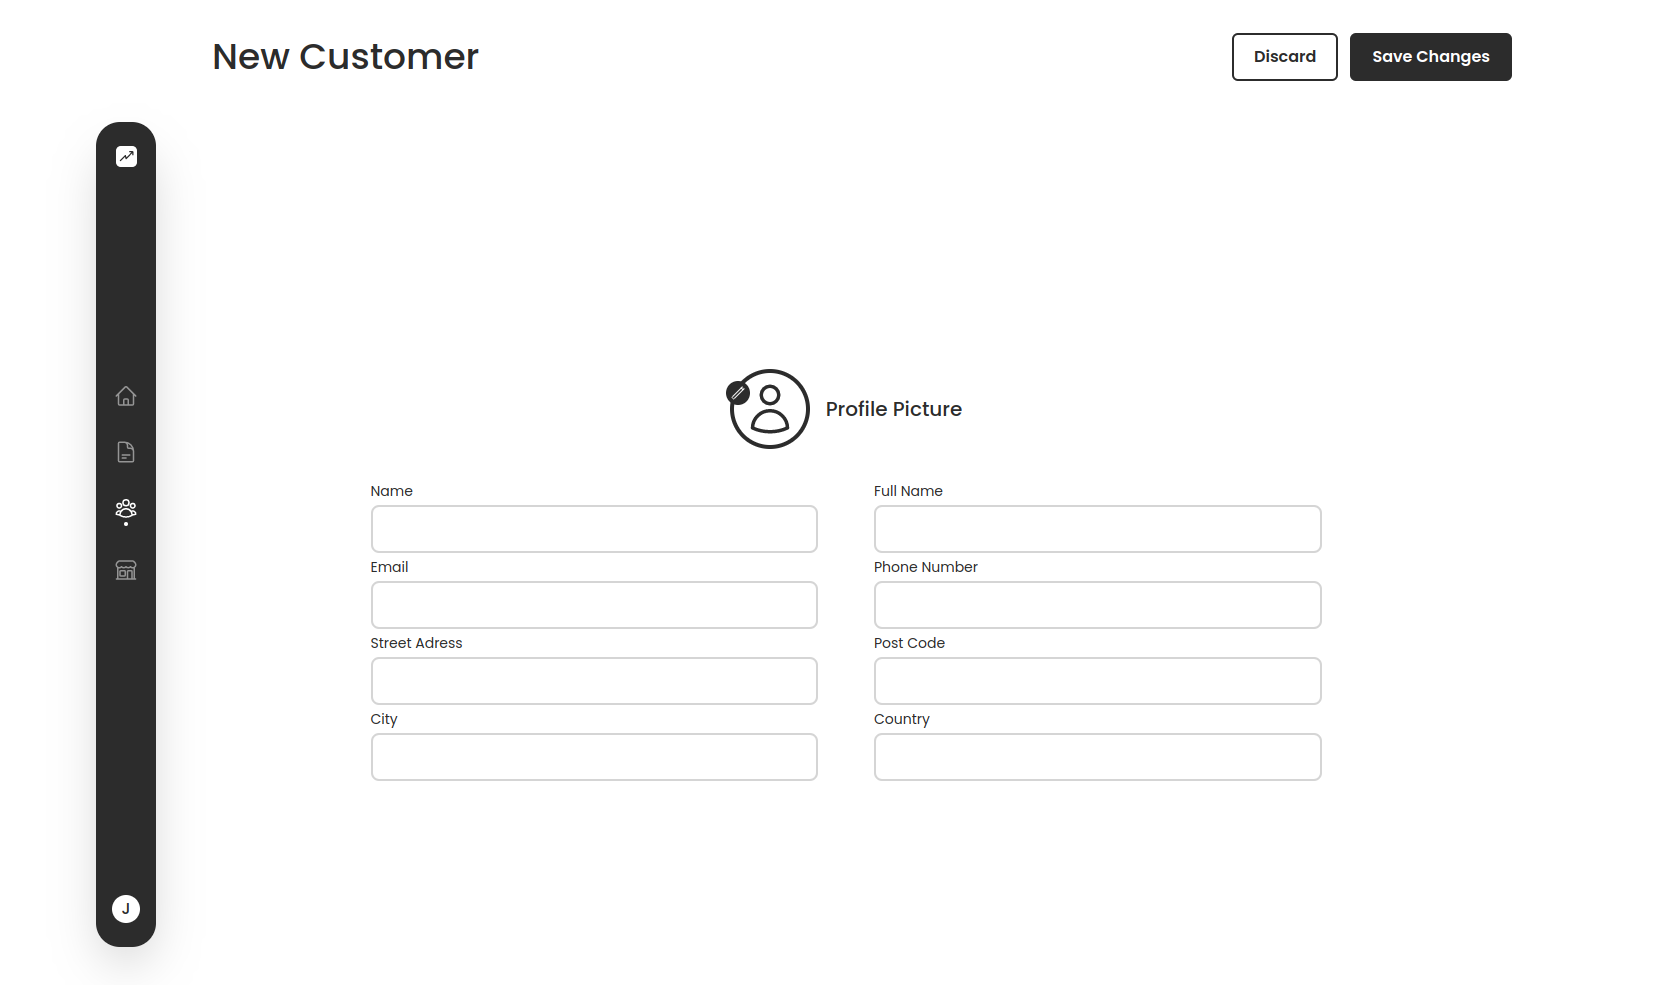 New Customer
Discard
Save Changes
Profile Picture
Name
Full Name
Email
Phone Number
Street Adress
Post Code
City
Country
J